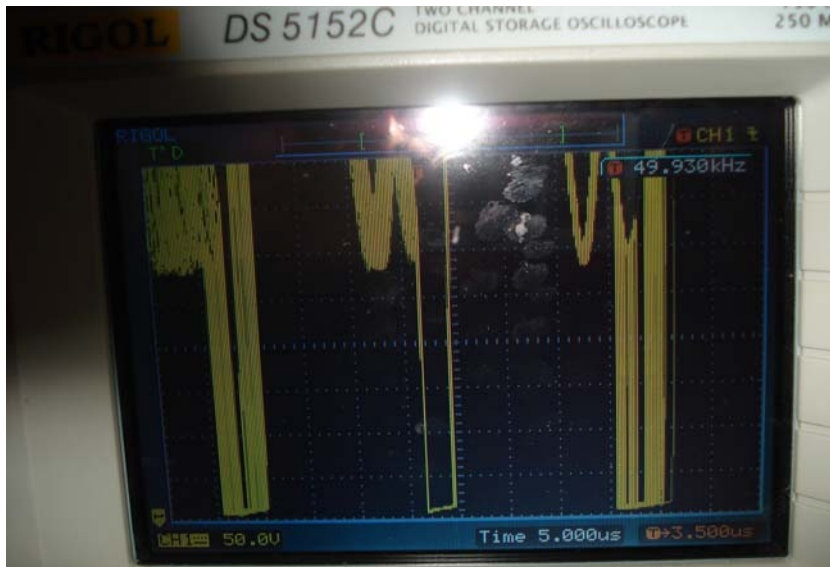 RIGOL DS 5152C TWO CHANNEL
DIGITAL STORAGE OSCILLOSCOPE
250 M
RIGOL
T'D
T CH1
T 49.930kHz
CH1 50.0V
Time 5.000us
T→3.500us